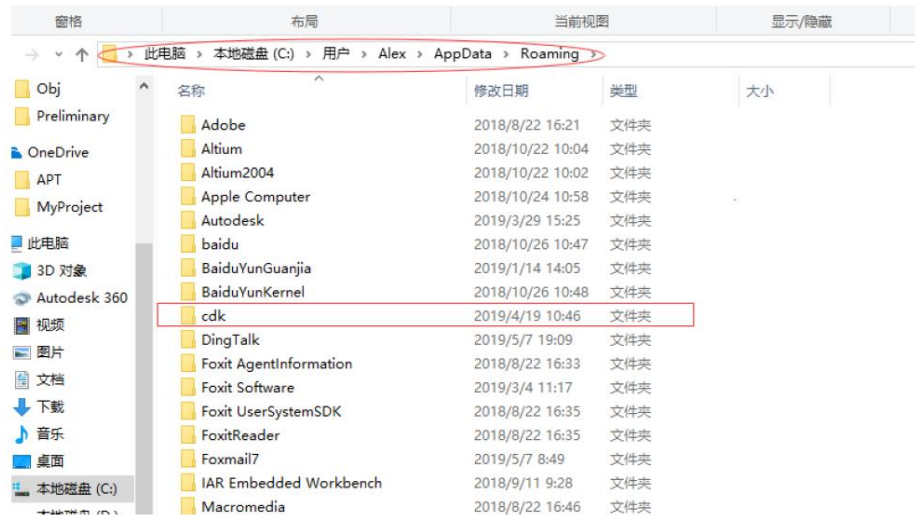 窗格 布局 当前视图 显示/隐藏
此电脑 > 本地磁盘 (C:) > 用户 > Alex > AppData > Roaming >
名称 修改日期 类型 大小
Obj
Preliminary
OneDrive
APT
MyProject
此电脑
3D 对象
Autodesk 360
视频
图片
文档
下载
音乐
桌面
本地磁盘 (C:)
Adobe 2018/8/22 16:21 文件夹
Altium 2018/10/22 10:04 文件夹
Altium2004 2018/10/22 10:02 文件夹
Apple Computer 2018/10/24 10:58 文件夹
Autodesk 2019/3/29 15:25 文件夹
baidu 2018/10/26 10:47 文件夹
BaiduYunGuanjia 2019/1/14 14:05 文件夹
BaiduYunKernel 2018/10/26 10:48 文件夹
cdk 2019/4/19 10:46 文件夹
DingTalk 2019/5/7 19:09 文件夹
Foxit AgentInformation 2018/8/22 16:33 文件夹
Foxit Software 2019/3/4 11:17 文件夹
Foxit UserSystemSDK 2018/8/22 16:35 文件夹
FoxitReader 2018/8/22 16:35 文件夹
Foxmail7 2019/5/7 8:49 文件夹
IAR Embedded Workbench 2018/9/11 9:28 文件夹
Macromedia 2018/8/22 16:46 文件夹